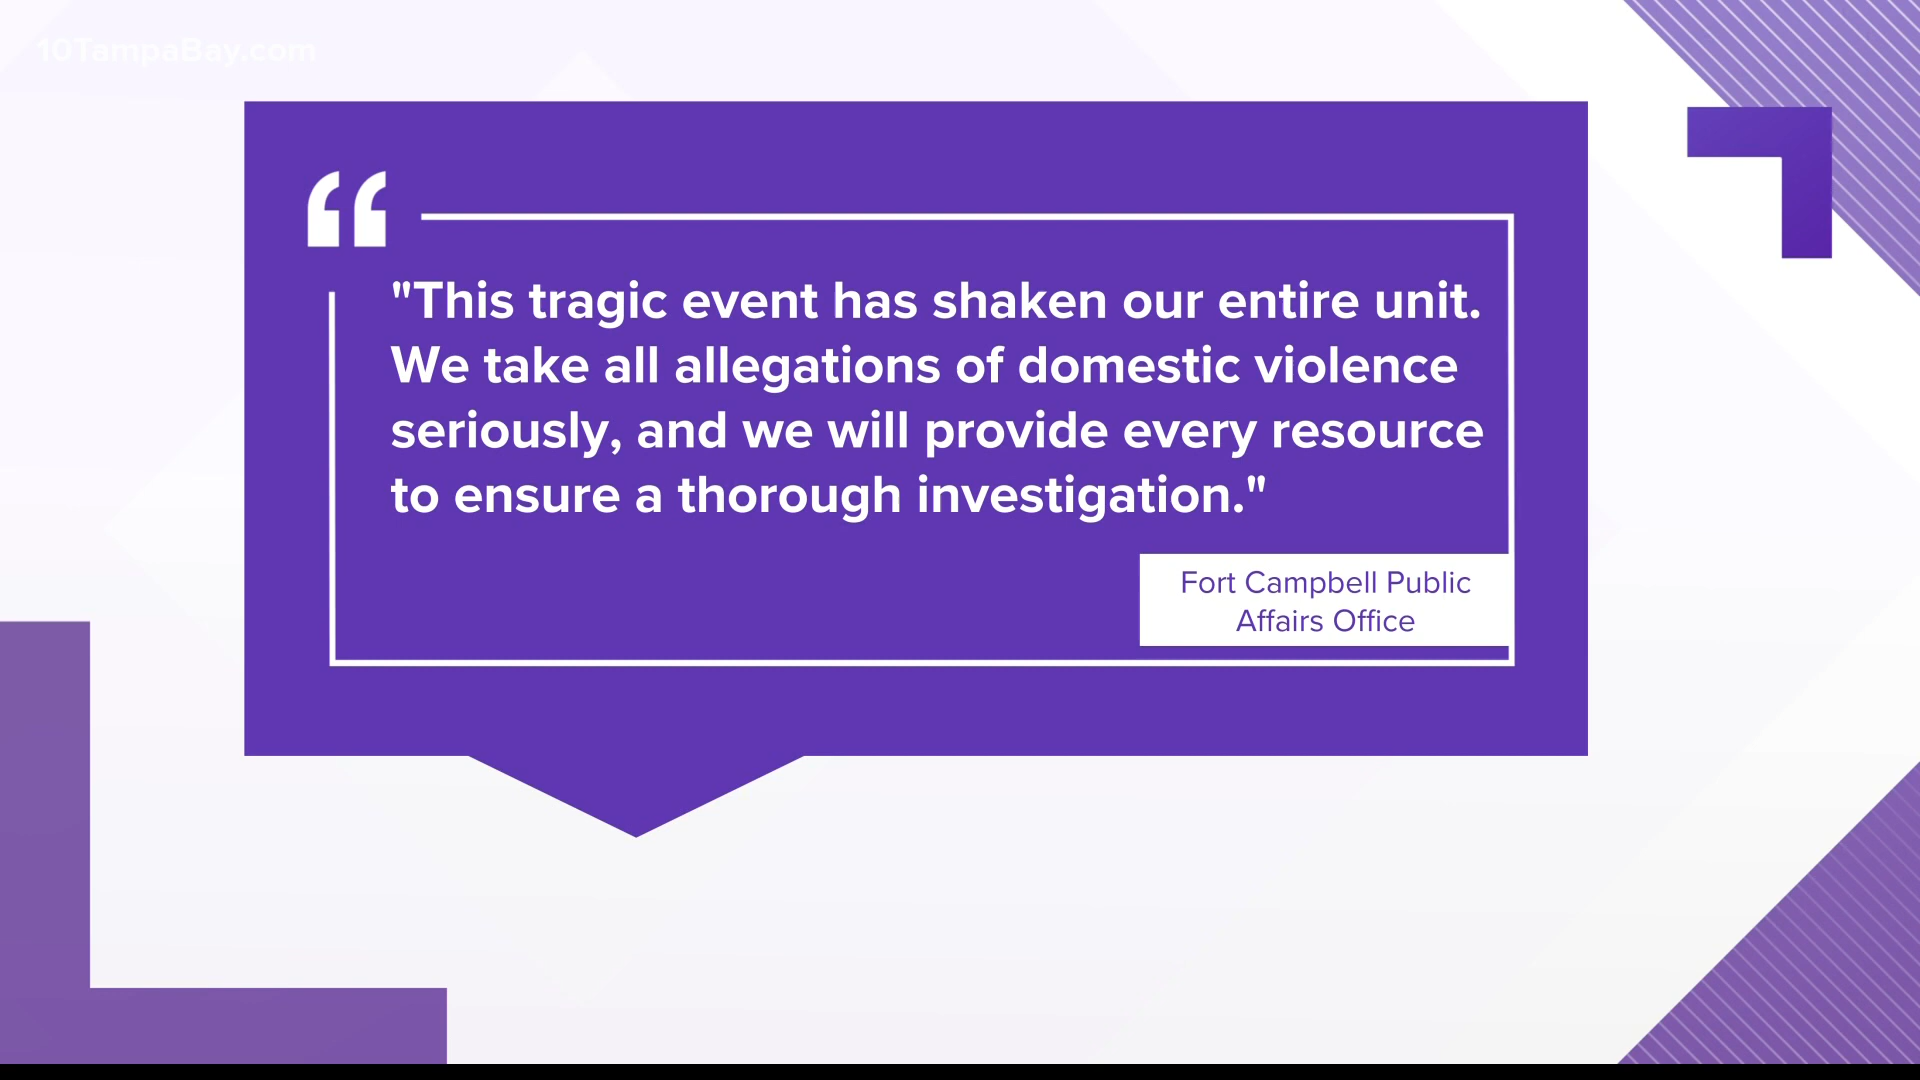 10TampaBay.com
"This tragic event has shaken our entire unit.
We take all allegations of domestic violence
seriously, and we will provide every resource
to ensure a thorough investigation."
Fort Campbell Public
Affairs Office